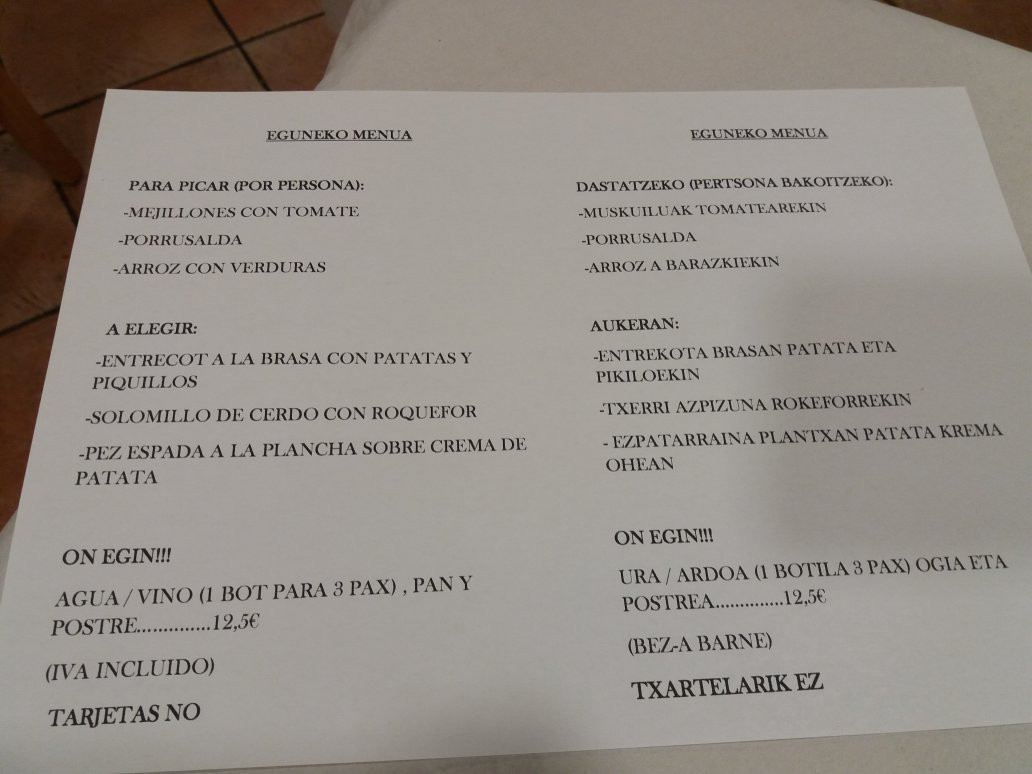 EGUNEKO MENUA
PARA PICAR (POR PERSONA):
-MEJILLONES CON TOMATE
-PORRUSALDA
-ARROZ CON VERDURAS
A ELEGIR:
-ENTRECOT A LA BRASA CON PATATAS Y
PIQUILLOS
-SOLOMILLO DE CERDO CON ROQUEFOR
-PEZ ESPADA A LA PLANCHA SOBRE CREMA DE
PATATA
ON EGIN!!!
AGUA / VINO (1 BOT PARA 3 PAX) , PAN Y
POSTRE..............12,5€
(IVA INCLUIDO)
TARJETAS NO
EGUNEKO MENUA
DASTATZEKO (PERTSONA BAKOITZEKO):
-MUSKUILUAK TOMATEAREKIN
-PORRUSALDA
-ARROZ A BARAZKIEKIN
AUKERAN:
-ENTREKOTA BRASAN PATATA ETA
PIKILOEKIN
-TXERRI AZPIZUNA ROKEFORREKIN
- EZPATARRAINA PLANTXAN PATATA KREMA
OHEAN
ON EGIN!!!
URA / ARDOA (1 BOTILA 3 PAX) OGIA ETA
POSTREA..............12,5€
(BEZ-A BARNE)
TXARTELARIK EZ